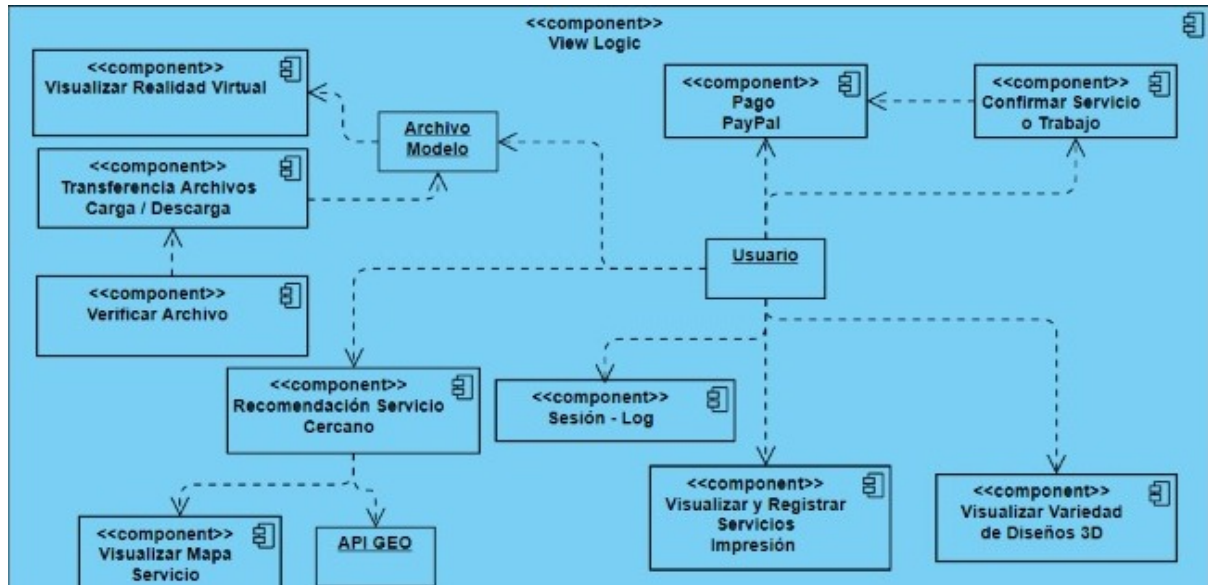 <<component>>
View Logic
<<component>>
Visualizar Realidad Virtual
Archivo
Modelo
<<component>>
Pago
PayPal
<<component>>
Confirmar Servicio
o Trabajo
<<component>>
Transferencia Archivos
Carga / Descarga
Usuario
<<component>>
Verificar Archivo
<<component>>
Recomendación Servicio
Cercano
<<component>>
Sesión - Log
<<component>>
Visualizar y Registrar
Servicios
Impresión
<<component>>
Visualizar Variedad
de Diseños 3D
<<component>>
Visualizar Mapa
Servicio
API GEO